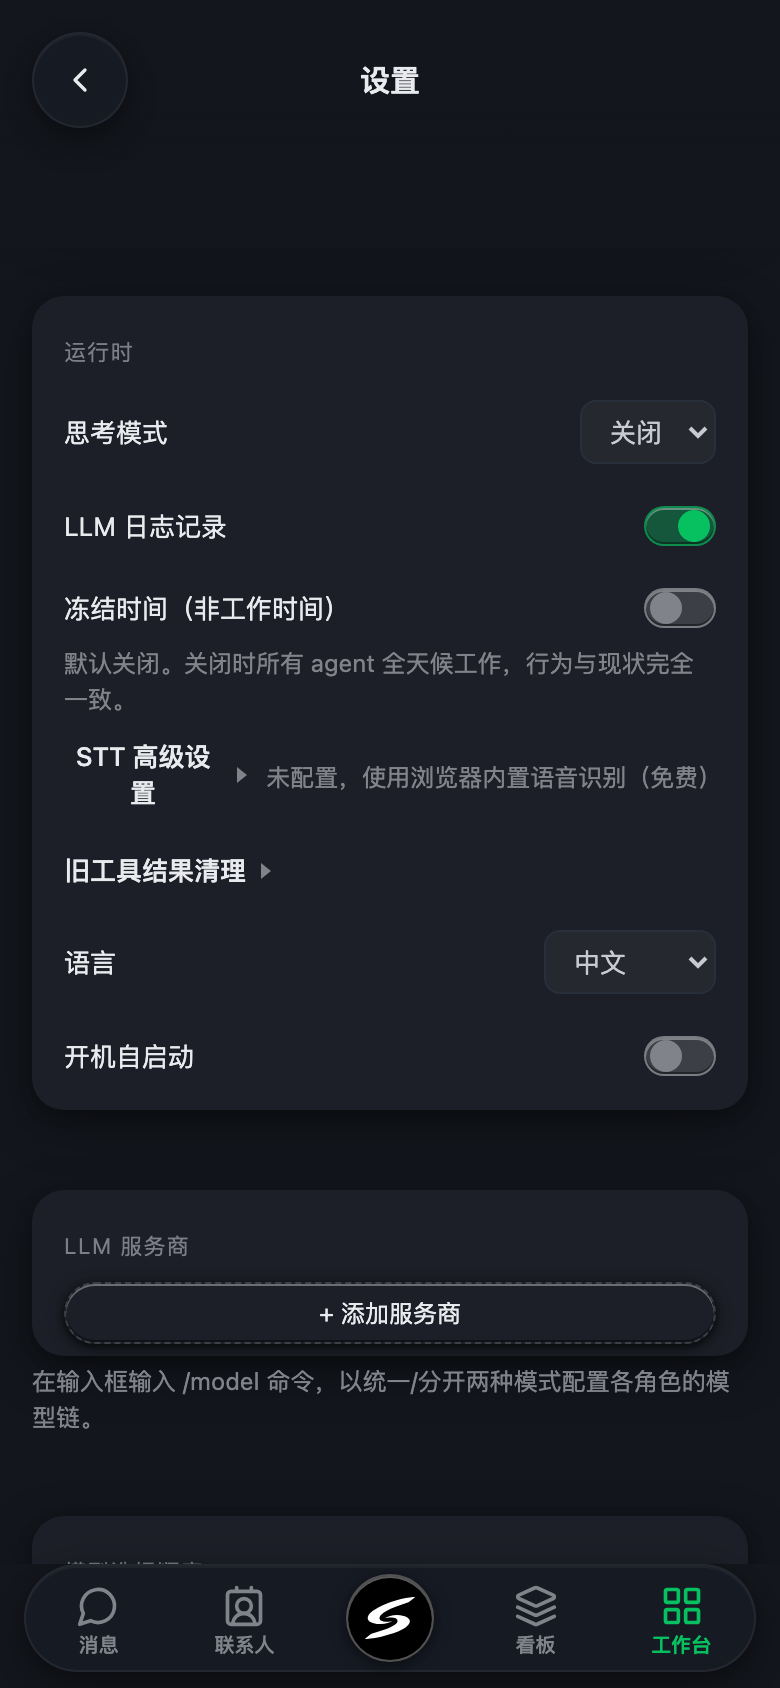 设置
运行时
思考模式
关闭
LLM 日志记录
冻结时间（非工作时间）
默认关闭。关闭时所有 agent 全天候工作，行为与现状完全
一致。
STT 高级设
置
未配置，使用浏览器内置语音识别（免费）
旧工具结果清理
语言
中文
开机自启动
LLM 服务商
+ 添加服务商
在输入框输入 /model 命令，以统一/分开两种模式配置各角色的模
型链。
消息
联系人
看板
工作台